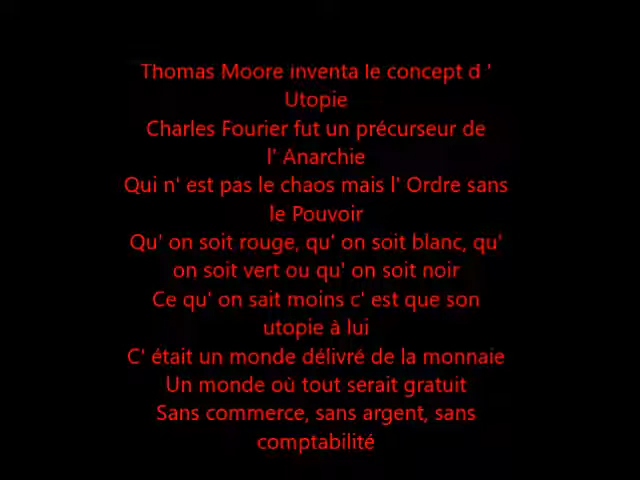 Thomas Moore inventa le concept d '
Utopie
Charles Fourier fut un précurseur de
l' Anarchie
Qui n' est pas le chaos mais l' Ordre sans
le Pouvoir
Qu' on soit rouge, qu' on soit blanc, qu'
on soit vert ou qu' on soit noir
Ce qu' on sait moins c' est que son
utopie à lui
C' était un monde délivré de la monnaie
Un monde où tout serait gratuit
Sans commerce, sans argent, sans
comptabilité